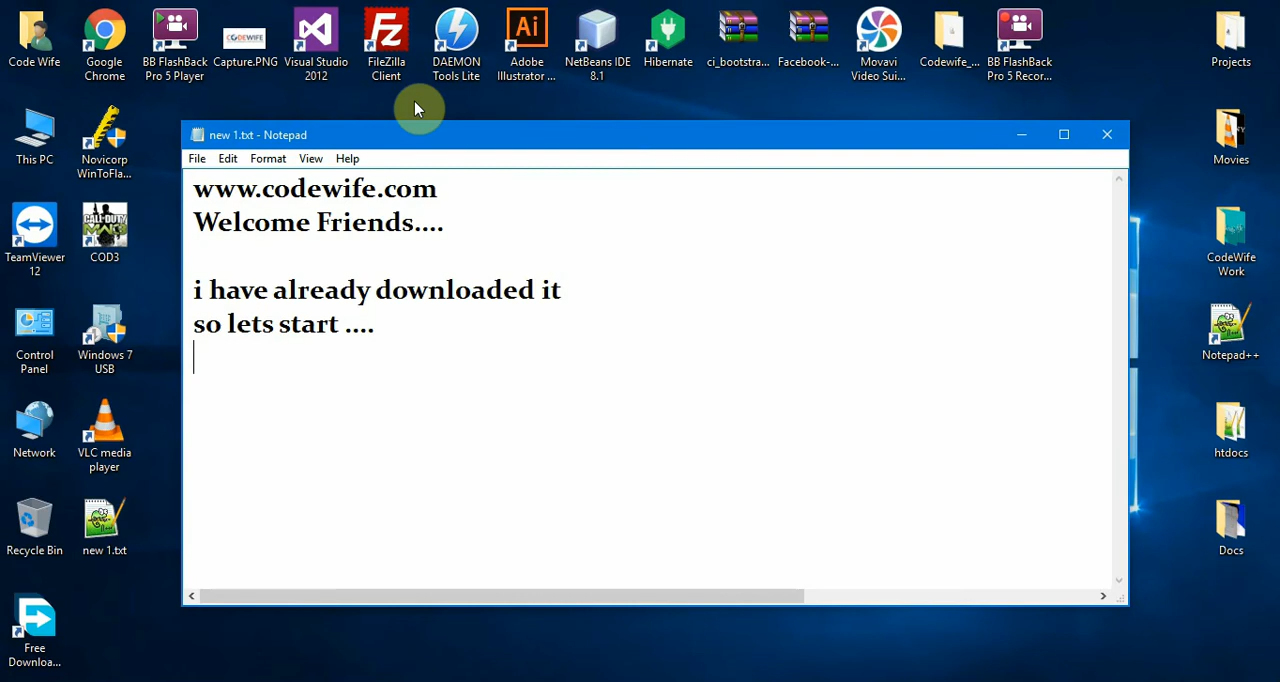 Code Wife
Google Chrome
BB FlashBack Pro 5 Player
CODEWIFE
Capture.PNG
Visual Studio 2012
FileZilla Client
DAEMON Tools Lite
Ai
Adobe Illustrator ...
NetBeans IDE 8.1
Hibernate
ci_bootstra...
Facebook-...
Movavi Video Sui...
Codewife_...
BB FlashBack Pro 5 Recor...
Projects
This PC
Novicorp WinToFla...
Movies
TeamViewer 12
CALL-DUTY
MW3
COD3
CodeWife Work
Control Panel
Windows 7 USB
Notepad++
Network
VLC media player
htdocs
Recycle Bin
new 1.txt
Docs
Free Downloa...
new 1.txt - Notepad
File Edit Format View Help
www.codewife.com
Welcome Friends....
i have already downloaded it
so lets start ....